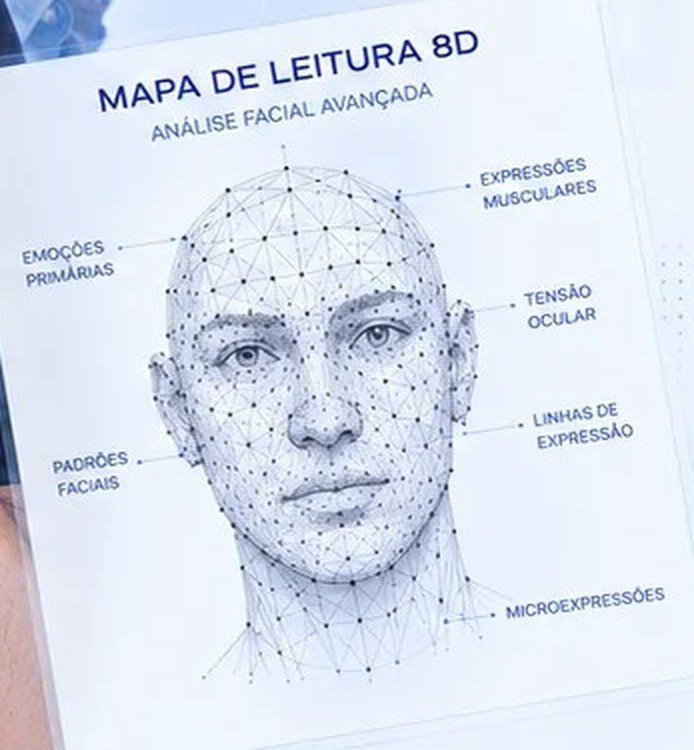 MAPA DE LEITURA 8D
ANÁLISE FACIAL AVANÇADA
EXPRESSÕES
MUSCULARES
EMOÇÕES
PRIMÁRIAS
TENSÃO
OCULAR
LINHAS DE
EXPRESSÃO
PADRÕES
FACIAIS
MICROEXPRESSÕES